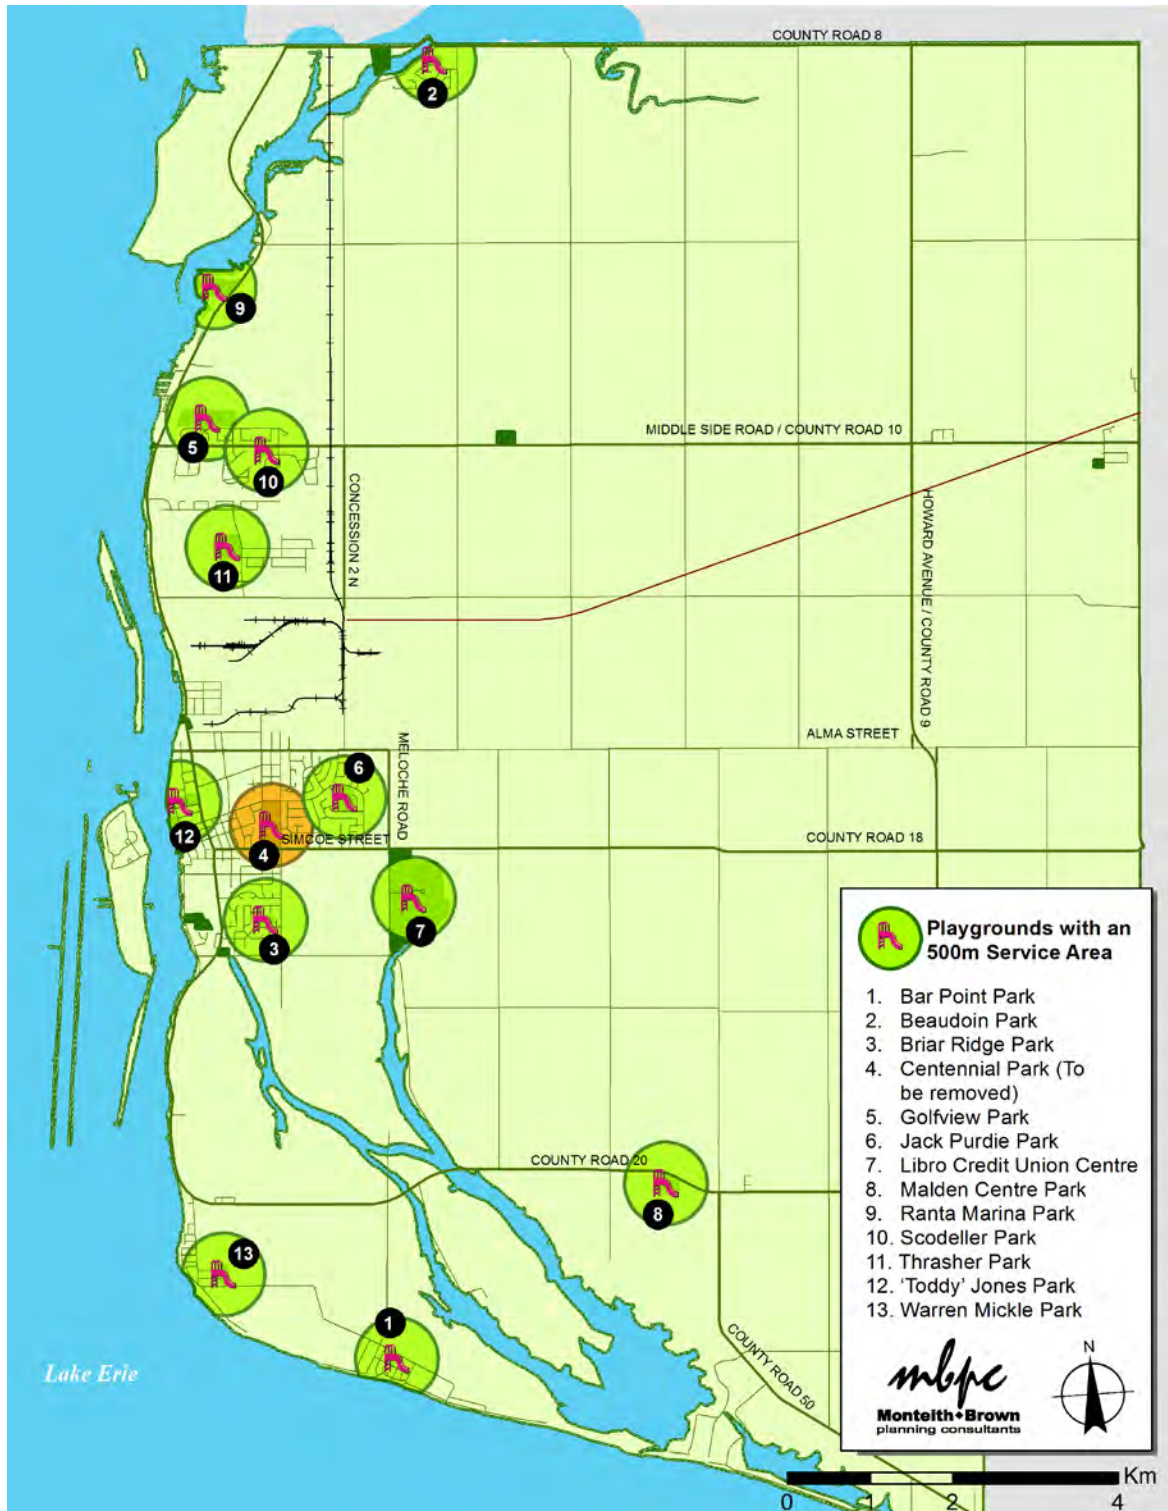 COUNTY ROAD 8
2
9
MIDDLE SIDE ROAD / COUNTY ROAD 10
5
10
CONCESSION 2 N
HOWARD AVENUE / COUNTY ROAD 9
11
ALMA STREET
MELOCHE ROAD
6
12
SIMCOE STREET
COUNTY ROAD 18
4
7
3
COUNTY ROAD 20
8
13
1
COUNTY ROAD 50
Lake Erie
Playgrounds with an
500m Service Area
1. Bar Point Park
2. Beaudoin Park
3. Briar Ridge Park
4. Centennial Park (To
be removed)
5. Golfview Park
6. Jack Purdie Park
7. Libro Credit Union Centre
8. Malden Centre Park
9. Ranta Marina Park
10. Scodeller Park
11. Thrasher Park
12. ‘Toddy’ Jones Park
13. Warren Mickle Park
mbpc
Monteith+Brown
planning consultants
N
Km
0 1 2 4